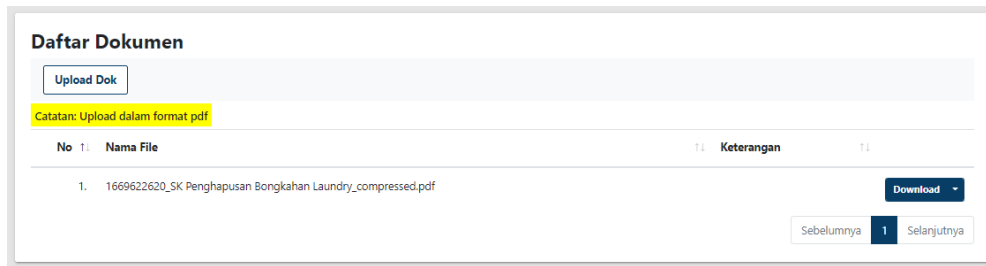 Daftar Dokumen
Upload Dok
Catatan: Upload dalam format pdf
No Nama File Keterangan
1. 1669622620_SK Penghapusan Bongkahan Laundry_compressed.pdf Download
Sebelumnya 1 Selanjutnya